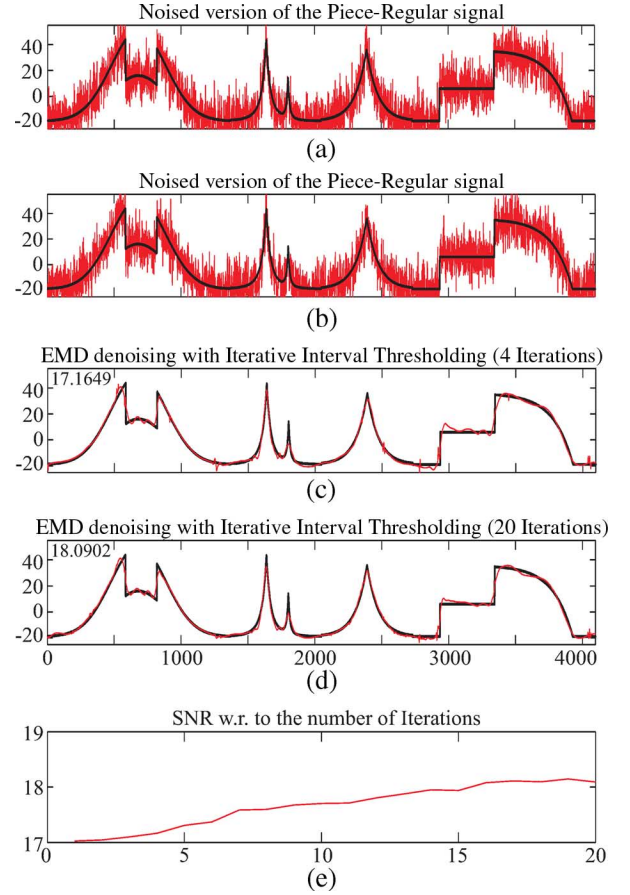 Noised version of the Piece-Regular signal
40
20
0
-20
(a)
Noised version of the Piece-Regular signal
40
20
0
-20
(b)
EMD denoising with Iterative Interval Thresholding (4 Iterations)
17.1649
40
20
0
-20
(c)
EMD denoising with Iterative Interval Thresholding (20 Iterations)
18.0902
40
20
0
-20
0 1000 2000 3000 4000
(d)
SNR w.r. to the number of Iterations
19
18
17
0 5 10 15 20
(e)